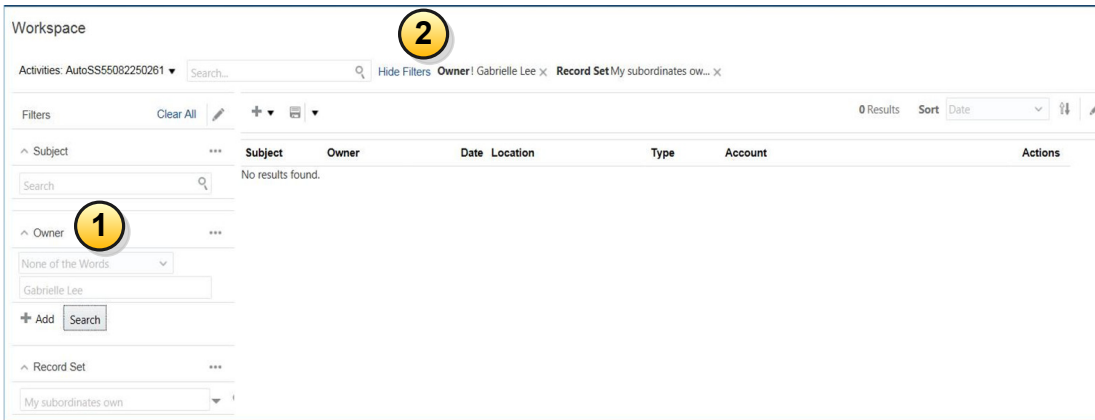 Workspace
2
Activities: AutoSS55082250261 Search... Hide Filters Owner! Gabrielle Lee × Record Set My subordinates ow... ×
Filters Clear All 0 Results Sort Date
Subject
Subject Owner Date Location Type Account Actions
Search No results found.
1
Owner
None of the Words
Gabrielle Lee
Add Search
Record Set
My subordinates own